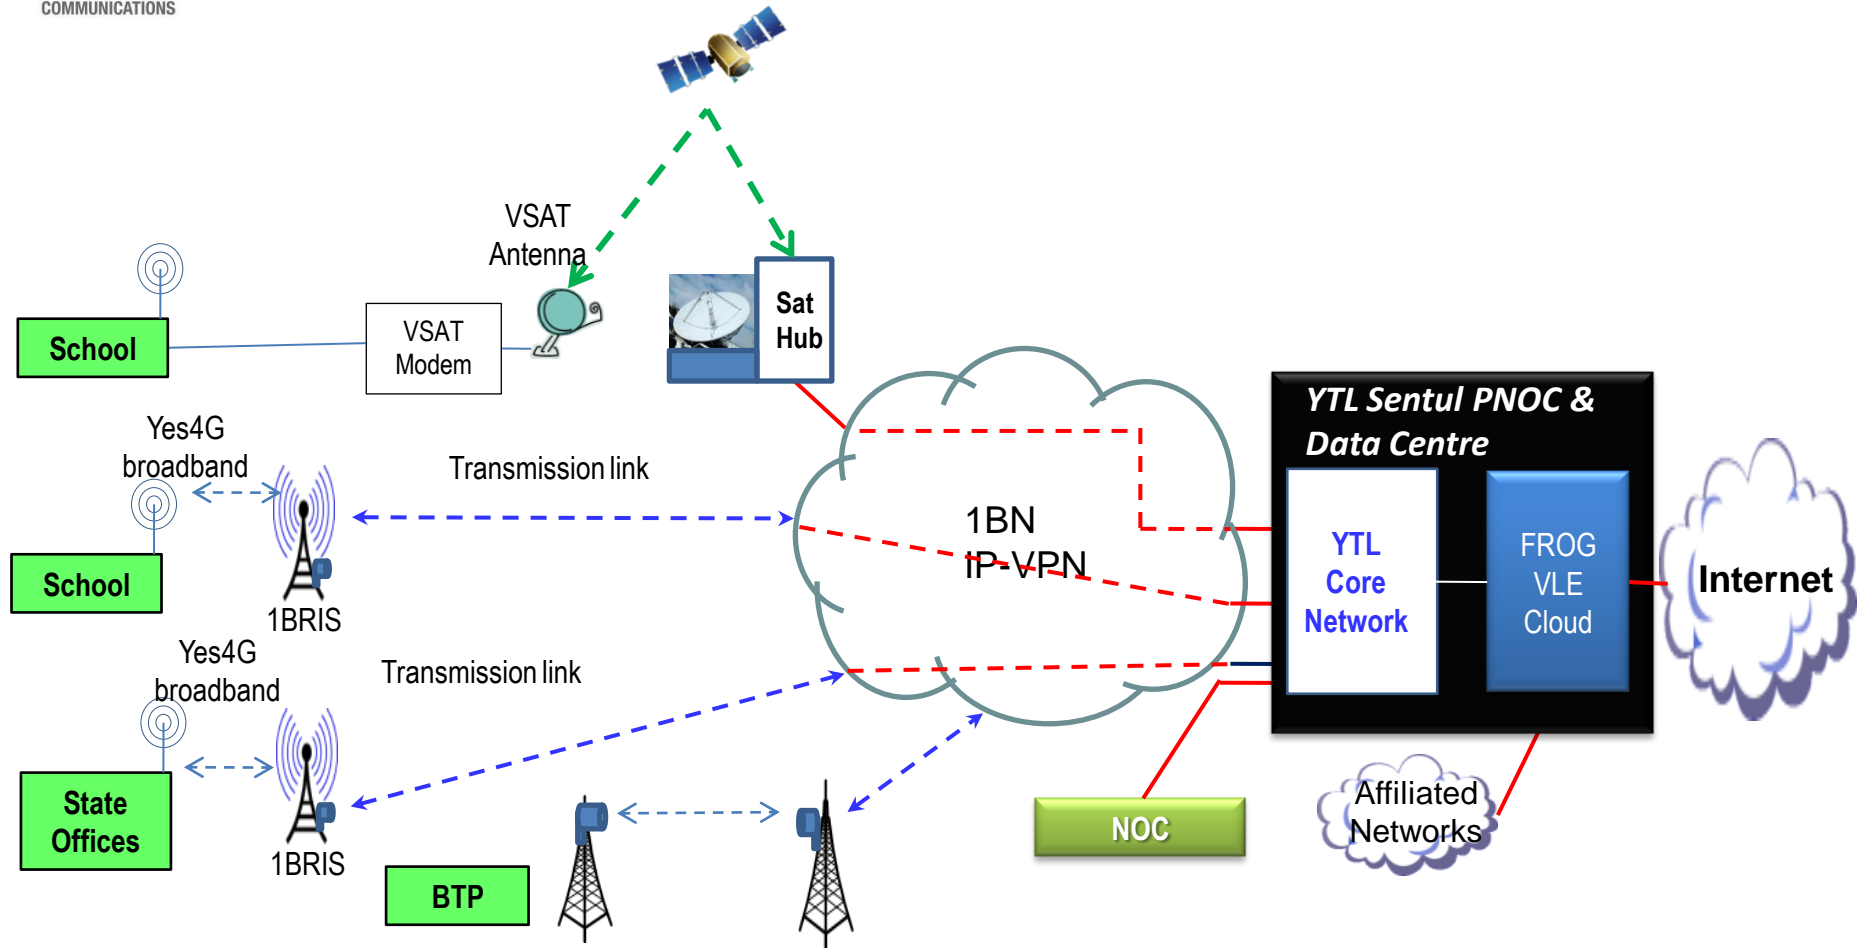 COMMUNICATIONS
VSAT
Antenna
School
VSAT
Modem
Sat
Hub
YTL Sentul PNOC &
Data Centre
Yes4G
broadband
Transmission link
School
1BRIS
1BN
IP-VPN
YTL
Core
Network
FROG
VLE
Cloud
Internet
Yes4G
broadband
Transmission link
State
Offices
1BRIS
BTP
NOC
Affiliated
Networks